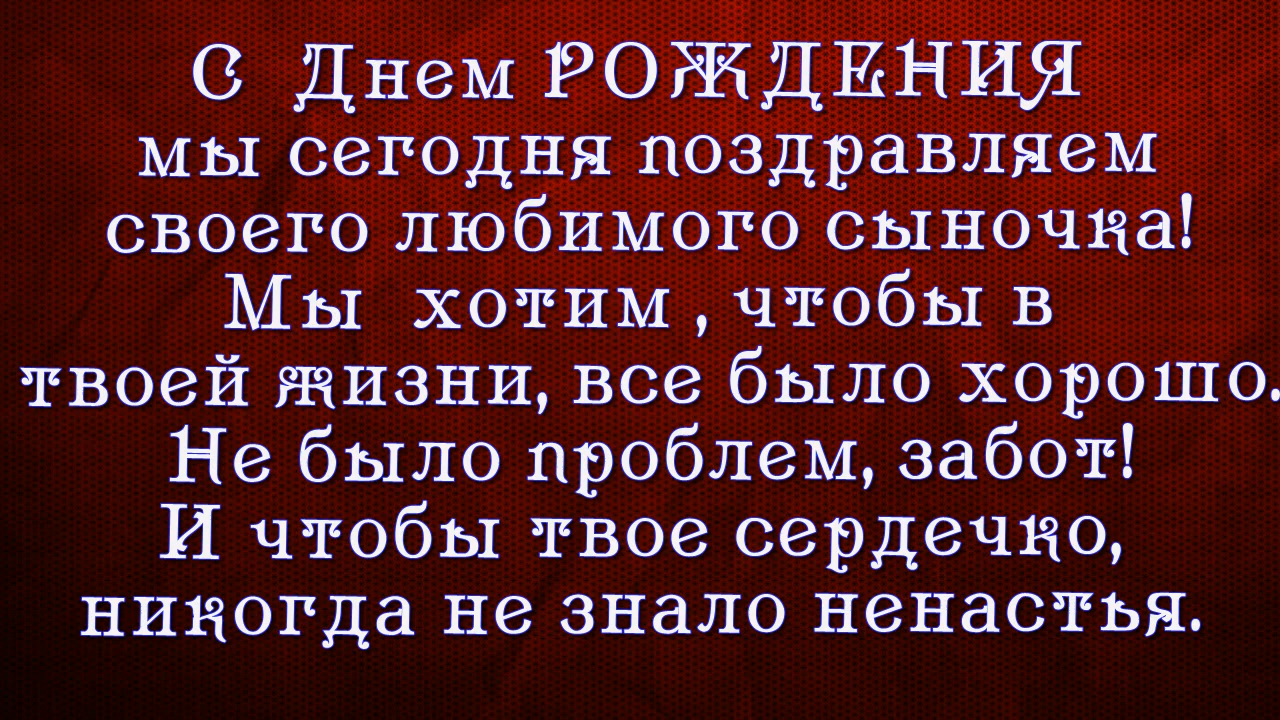 С Днем РОЖДЕНИЯ
мы сегодня поздравляем
своего любимого сыночка!
Мы хотим , чтобы в
твоей жизни, все было хорошо.
Не было проблем, забот!
И чтобы твое сердечко,
никогда не знало ненастья.